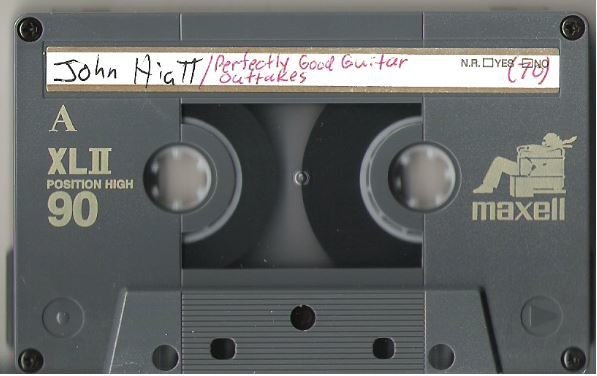 John Hiatt/Perfectly Good Guitar
Outtakes
N.R. YES NO
(70)
A
XLII
POSITION HIGH
90
maxell